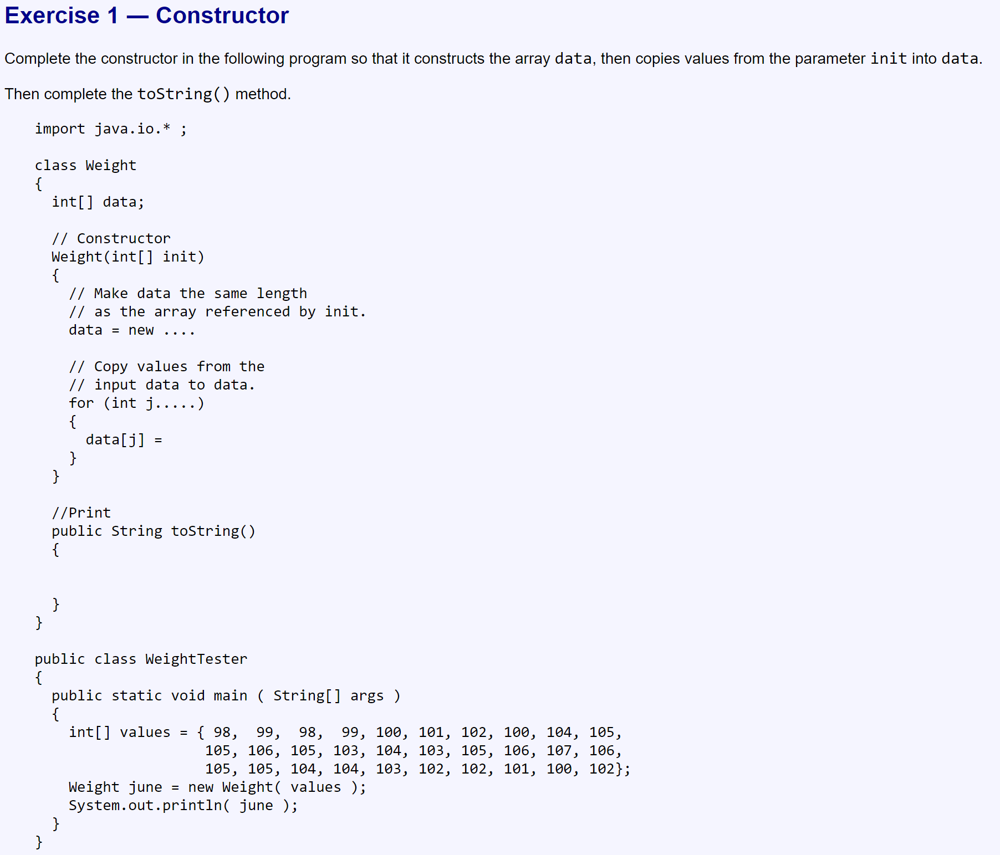 Exercise 1 — Constructor
Complete the constructor in the following program so that it constructs the array data, then copies values from the parameter init into data.
Then complete the toString() method.
import java.io.* ;
class Weight
{
  int[] data;
  // Constructor
  Weight(int[] init)
  {
    // Make data the same length
    // as the array referenced by init.
    data = new ....
    // Copy values from the
    // input data to data.
    for (int j.....)
    {
      data[j] =
    }
  }
  //Print
  public String toString()
  {
  }
}
public class WeightTester
{
  public static void main ( String[] args )
  {
    int[] values = { 98,  99,  98,  99, 100, 101, 102, 100, 104, 105,
                    105, 106, 105, 103, 104, 103, 105, 106, 107, 106,
                    105, 105, 104, 104, 103, 102, 102, 101, 100, 102};
    Weight june = new Weight( values );
    System.out.println( june );
  }
}